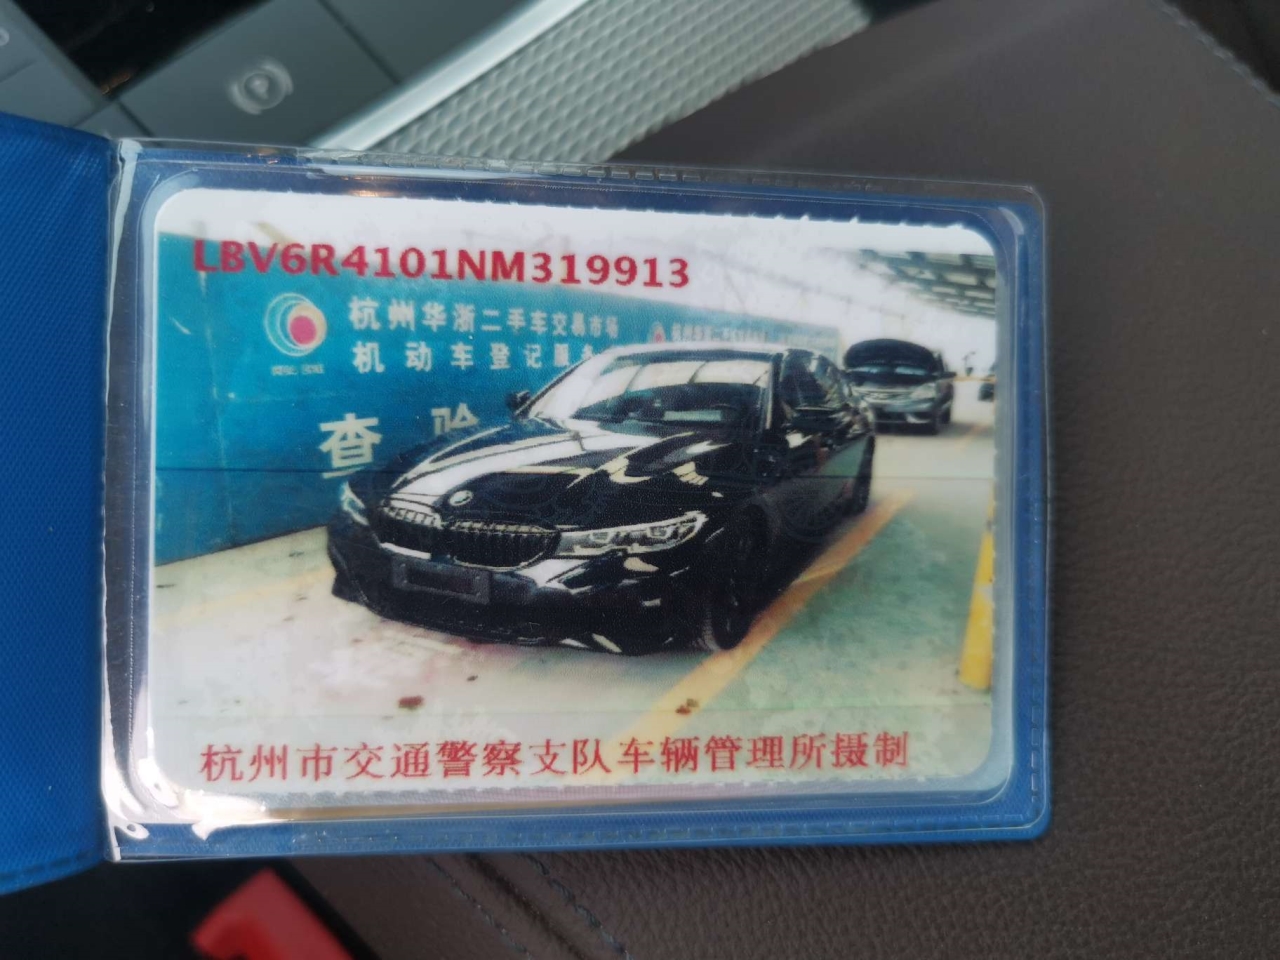 LBV6R4101NM319913
杭州华浙二手车交易市场
机动车登记服务
查验
杭州市交通警察支队车辆管理所摄制